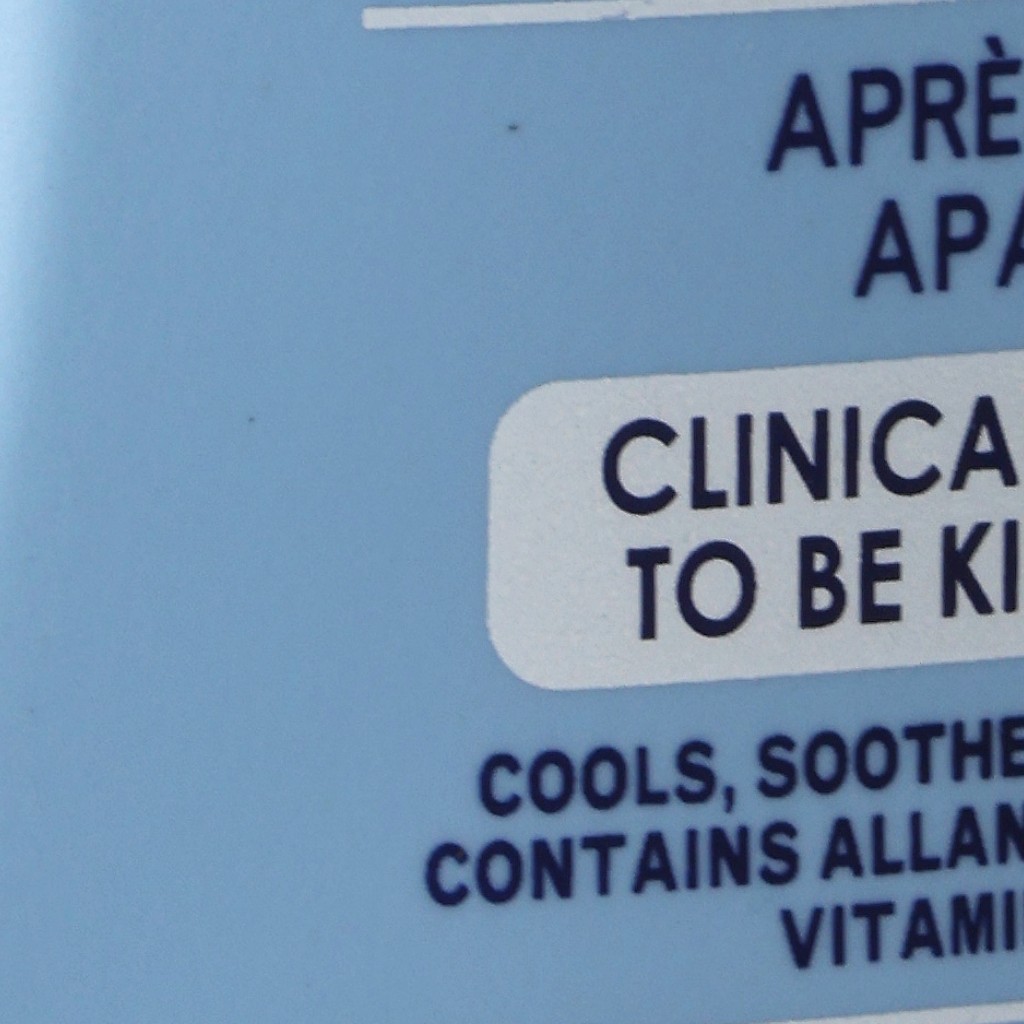 APRÈ
APA
CLINICA
TO BE KI
COOLS, SOOTHE
CONTAINS ALLAN
VITAMI